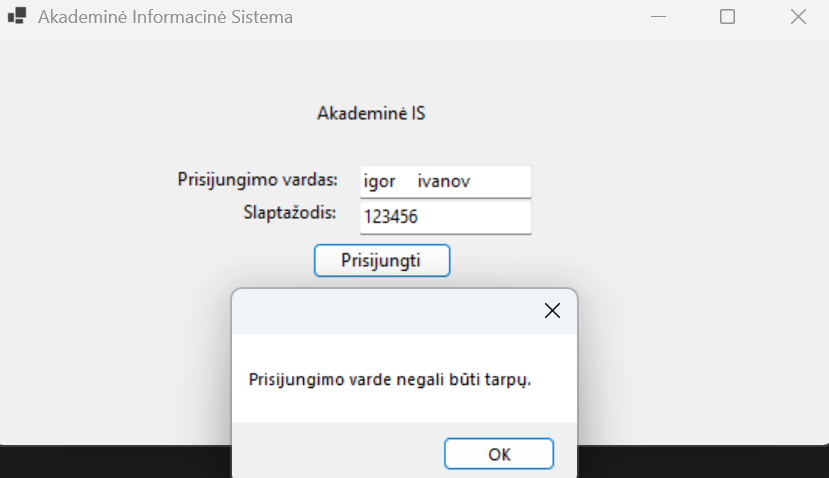 Akademinė Informacinė Sistema
Akademinė IS
Prisijungimo vardas: igor    ivanov
Slaptažodis: 123456
Prisijungti
Prisijungimo varde negali būti tarpų.
OK